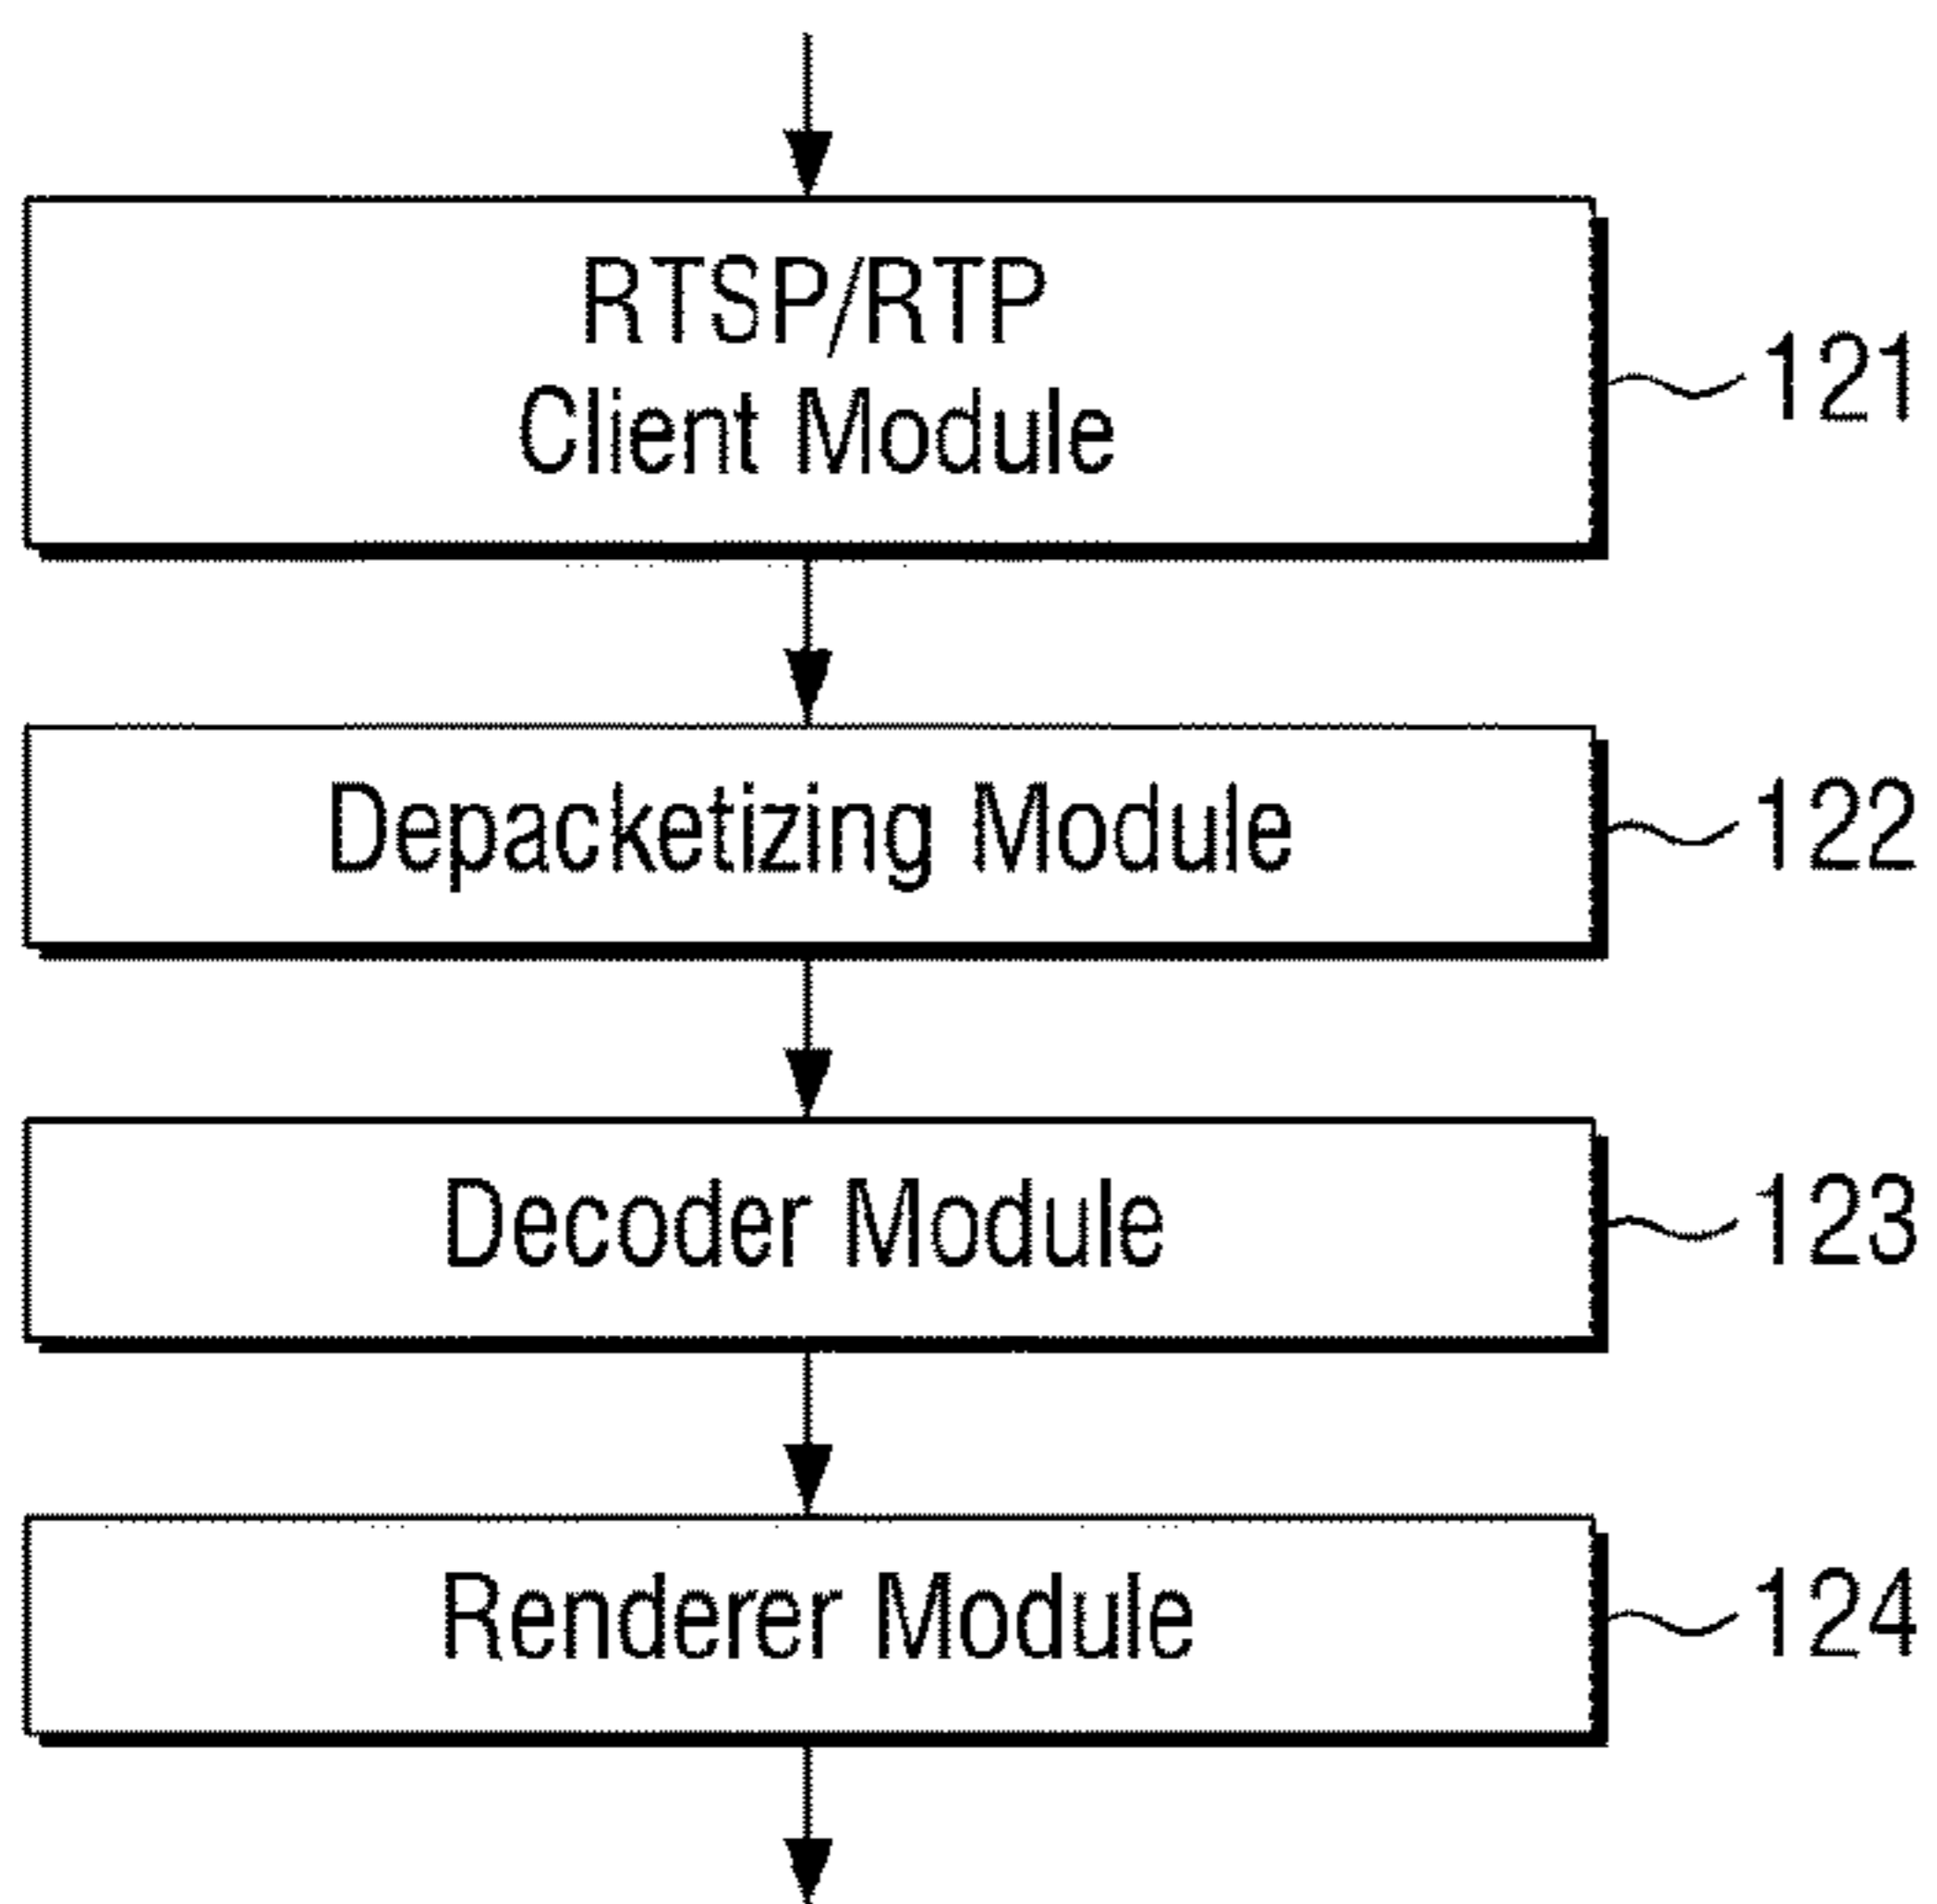 RTSP/RTP
Client Module
121
Depacketizing Module
122
Decoder Module
123
Renderer Module
124